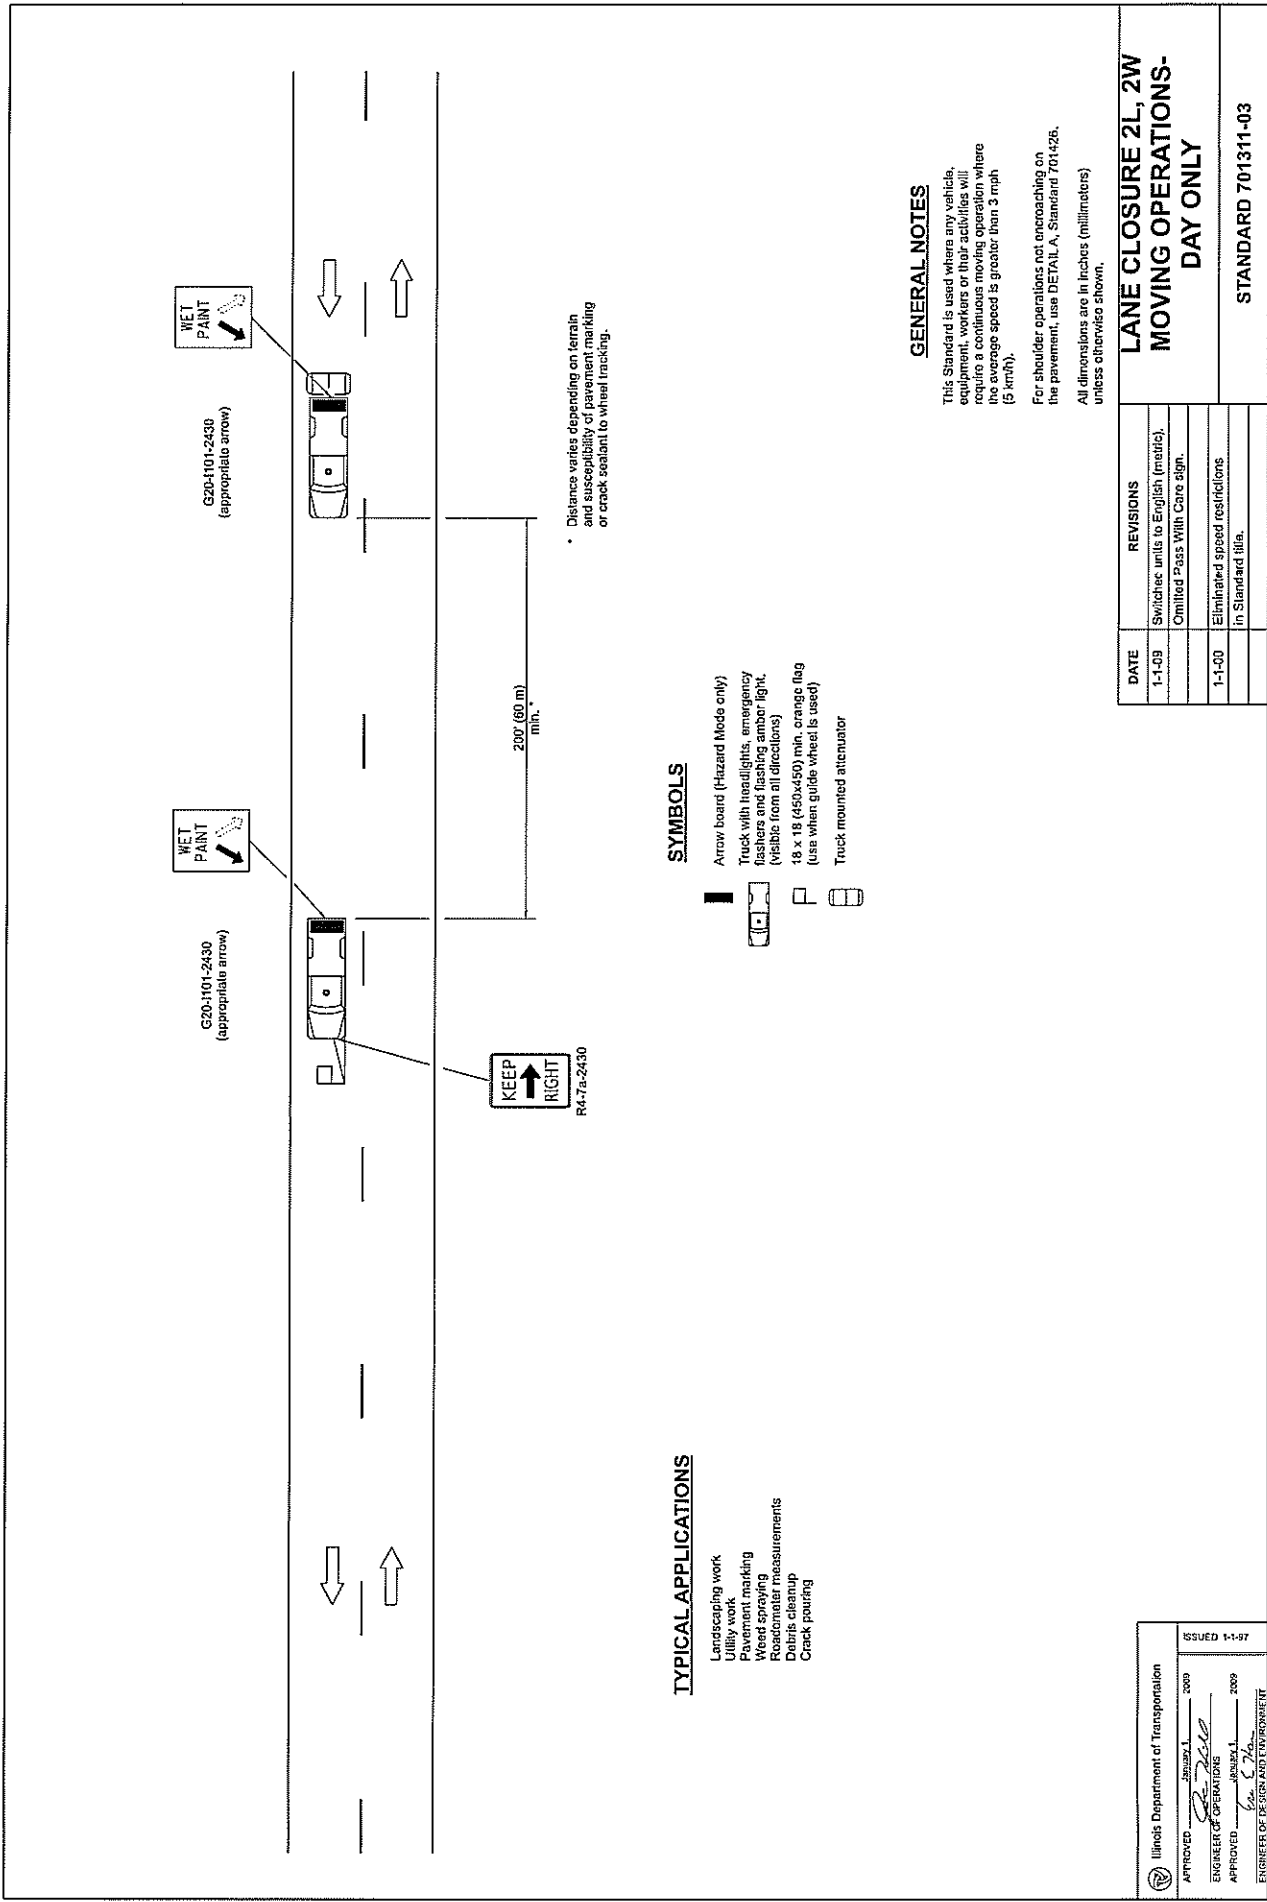 WET
PAINT
G20-I101-2430
(appropriate arrow)
WET
PAINT
G20-I101-2430
(appropriate arrow)
KEEP
RIGHT
R4-7a-2430
200' (60 m)
min.*
* Distance varies depending on terrain
and susceptibility of pavement marking
or crack sealant to wheel tracking.
TYPICAL APPLICATIONS
Landscaping work
Utility work
Pavement marking
Weed spraying
Roadometer measurements
Debris cleanup
Crack pouring
SYMBOLS
Arrow board (Hazard Mode only)
Truck with headlights, emergency
flashers and flashing amber light.
(visible from all directions)
18 x 18 (450x450) min. orange flag
(use when guide wheel is used)
Truck mounted attenuator
GENERAL NOTES
This Standard is used where any vehicle,
equipment, workers or their activities will
require a continuous moving operation where
the average speed is greater than 3 mph
(5 km/h).
For shoulder operations not encroaching on
the pavement, use DETAIL A, Standard 701426.
All dimensions are in inches (millimeters)
unless otherwise shown.
Illinois Department of Transportation
APPROVED January 1, 2009
ENGINEER OF OPERATIONS
APPROVED January 1, 2009
ENGINEER OF DESIGN AND ENVIRONMENT
ISSUED 1-1-97
DATE REVISIONS
1-1-09 Switched units to English (metric).
Omitted Pass With Care sign.
1-1-00 Eliminated speed restrictions
in Standard title.
LANE CLOSURE 2L, 2W
MOVING OPERATIONS-
DAY ONLY
STANDARD 701311-03